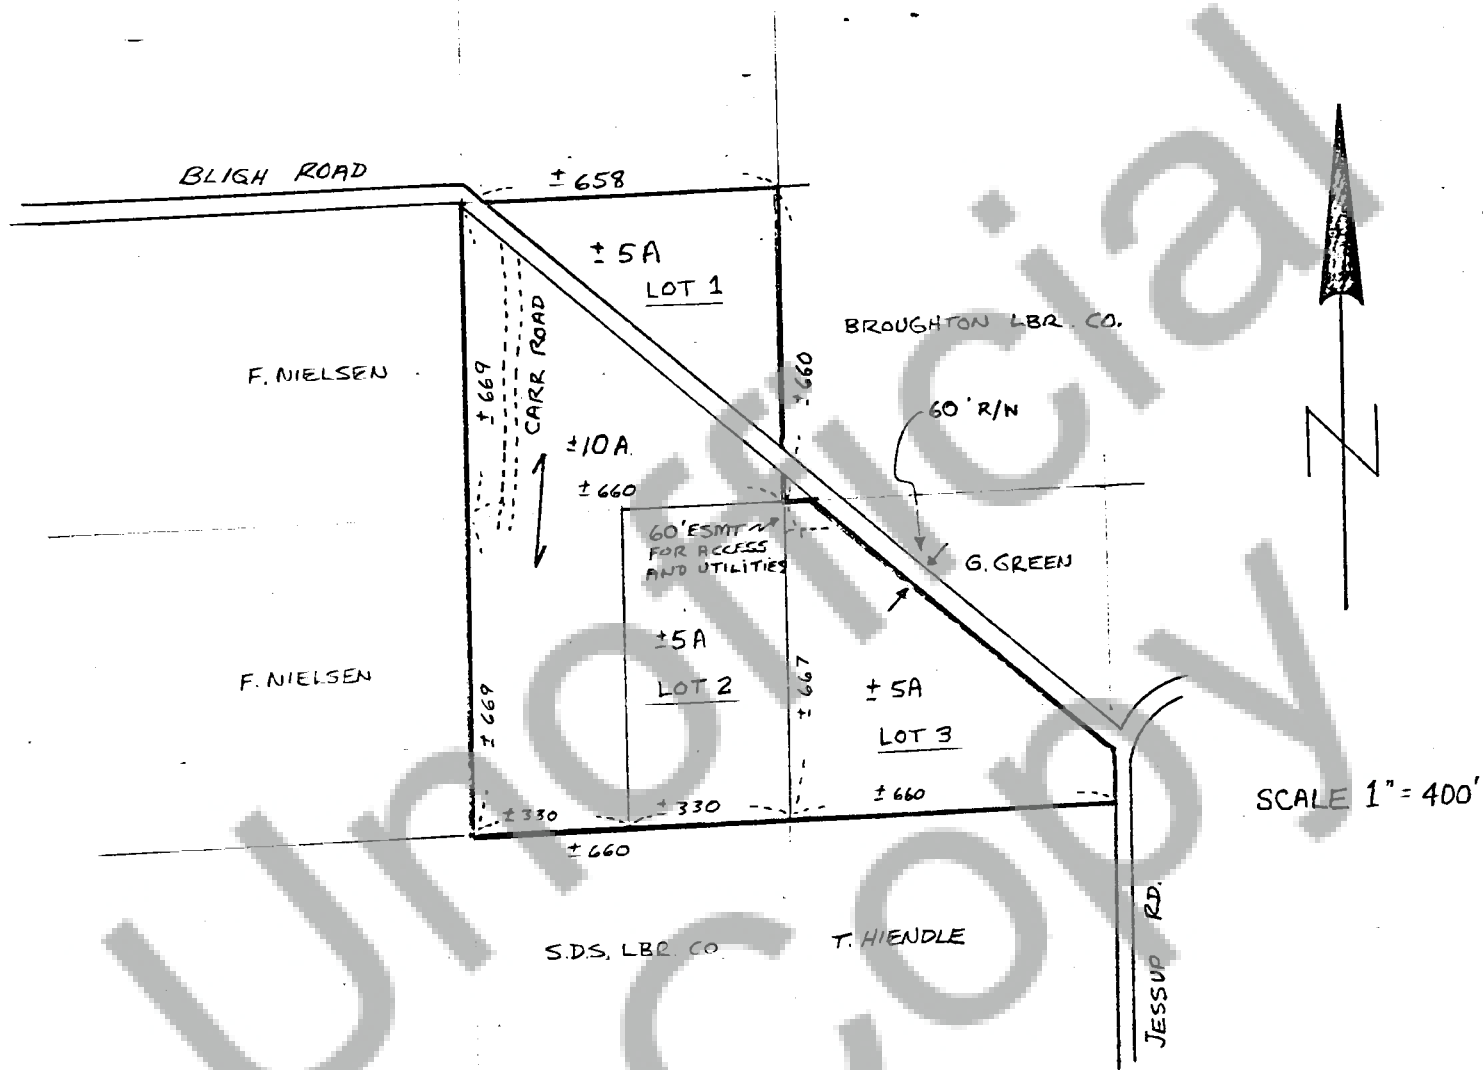 BLIGH ROAD
± 658
± 5A
LOT 1
BROUGHTON LBR. CO.
F. NIELSEN
± 669
CARR ROAD
± 660
60' R/W
±10 A.
± 660
60' ESMT
FOR ACCESS
AND UTILITIES
G. GREEN
±5A
LOT 2
F. NIELSEN
± 669
± 667
± 5A
LOT 3
± 330
± 330
± 660
± 660
SCALE 1" = 400'
N
S.D.S. LBR. CO
T. HIENDLE
JESSUP RD.
Unofficial
Copy